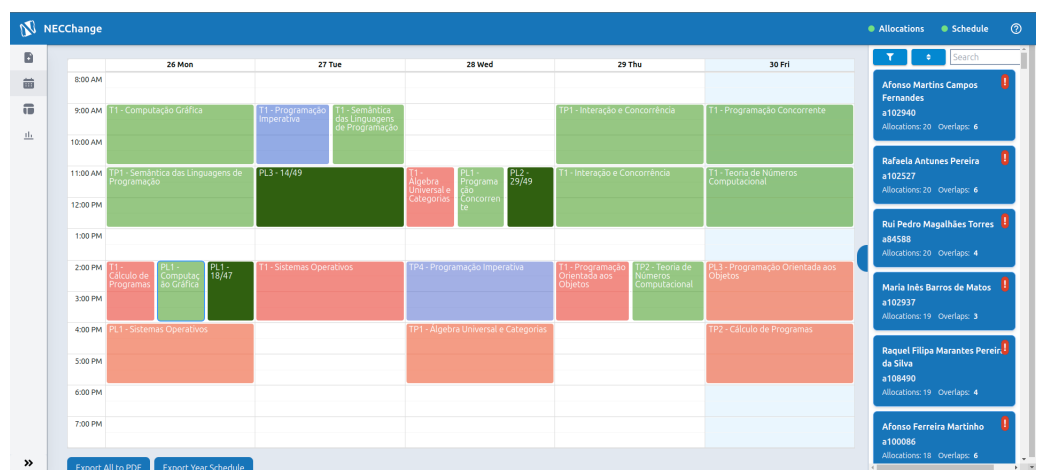 NECChange
Allocations
Schedule
26 Mon
27 Tue
28 Wed
29 Thu
30 Fri
8:00 AM
9:00 AM
10:00 AM
11:00 AM
12:00 PM
1:00 PM
2:00 PM
3:00 PM
4:00 PM
5:00 PM
6:00 PM
7:00 PM
T1 - Computação Gráfica
TP1 - Semântica das Linguagens de
Programação
T1 -
Cálculo de
Programas
PL1 -
Computaç
ão Gráfica
PL1 -
18/47
PL1 - Sistemas Operativos
T1 - Programação
Imperativa
T1 - Semântica
das Linguagens
de Programação
PL3 - 14/49
T1 - Sistemas Operativos
T1 -
Álgebra
Universal e
Categorias
PL1 -
Programa
ção
Concorren
te
PL2 -
29/49
TP4 - Programação Imperativa
TP1 - Álgebra Universal e Categorias
TP1 - Interação e Concorrência
T1 - Interação e Concorrência
T1 - Programação
Orientada aos
Objetos
TP2 - Teoria de
Números
Computacional
T1 - Programação Concorrente
T1 - Teoria de Números
Computacional
PL3 - Programação Orientada aos
Objetos
TP2 - Cálculo de Programas
Export All to PDF
Export Year Schedule
Search
Afonso Martins Campos
Fernandes
a102940
Allocations: 20 Overlaps: 6
Rafaela Antunes Pereira
a102527
Allocations: 20 Overlaps: 6
Rui Pedro Magalhães Torres
a84588
Allocations: 20 Overlaps: 4
Maria Inês Barros de Matos
a102937
Allocations: 19 Overlaps: 3
Raquel Filipa Marantes Pereira
da Silva
a108490
Allocations: 19 Overlaps: 4
Afonso Ferreira Martinho
a100086
Allocations: 18 Overlaps: 6